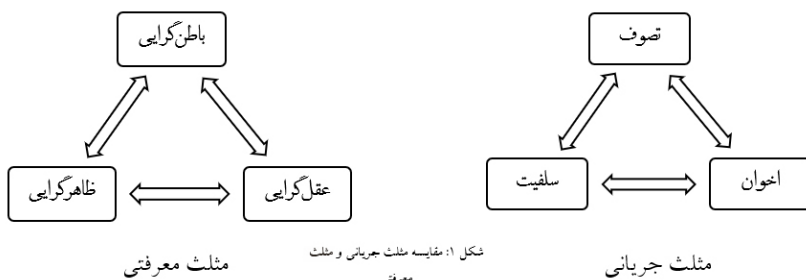 تصوف
باطن‌گرایی
اخوان
سلفیت
عقل‌گرایی
ظاهرگرایی
مثلث جریانی
شکل ۱: مقایسه مثلث جریانی و مثلث
معرفتی
مثلث معرفتی